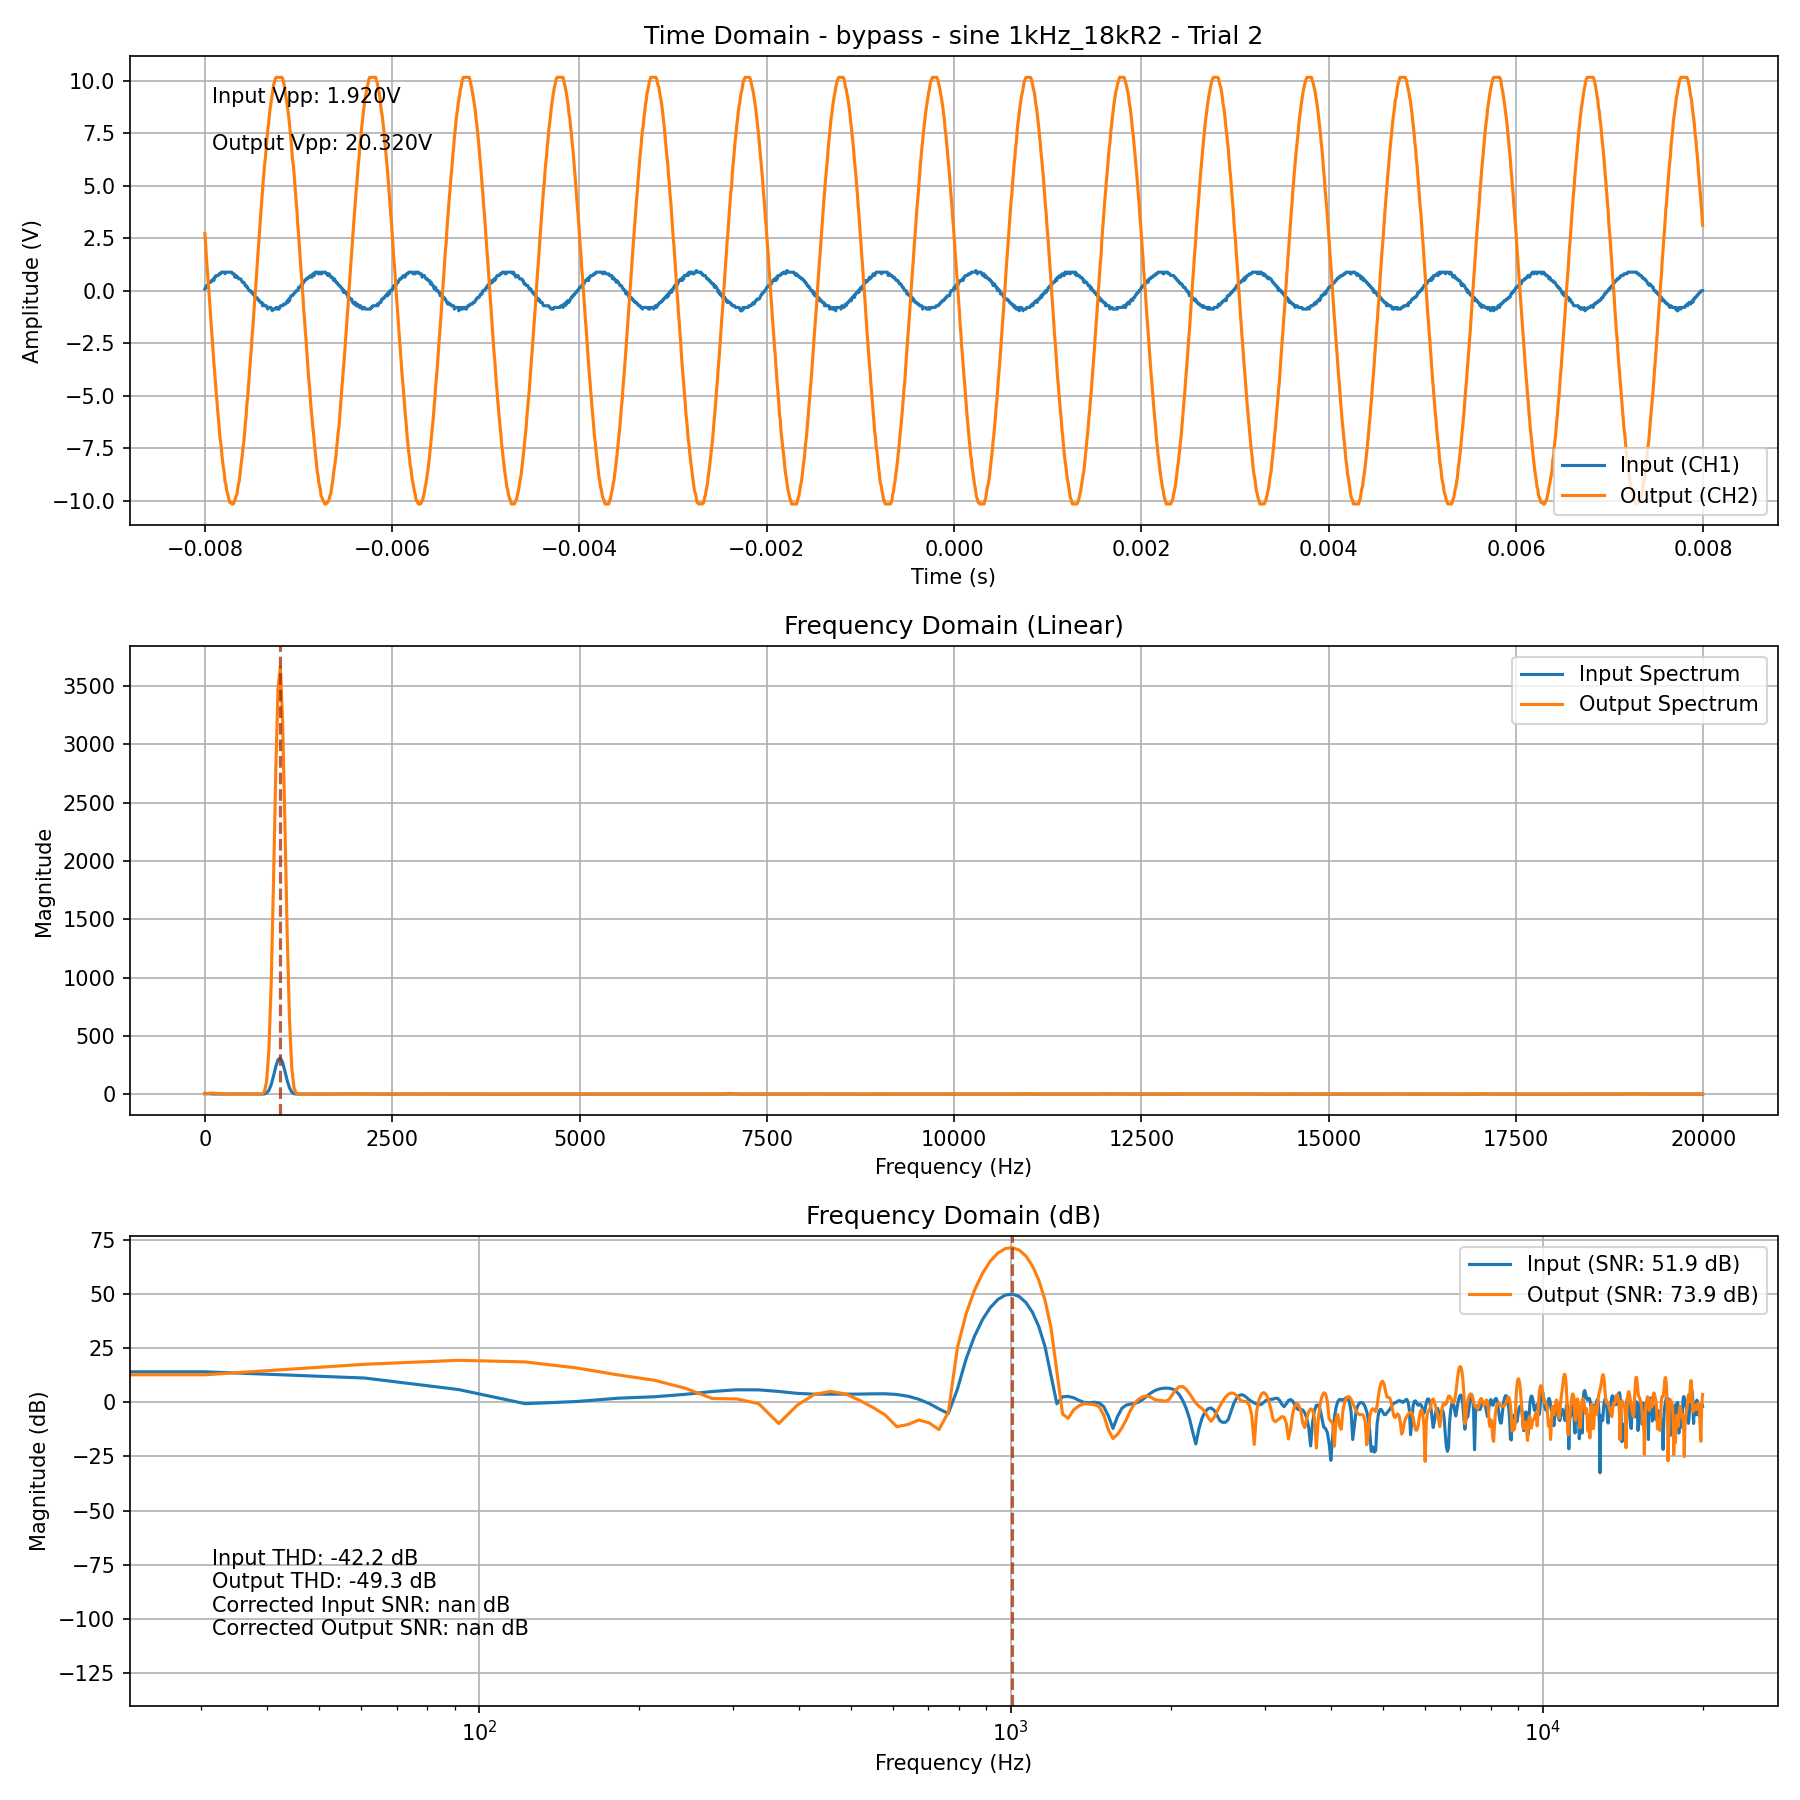 Time Domain - bypass - sine 1kHz_18kR2 - Trial 2
Amplitude (V)
10.0
7.5
5.0
2.5
0.0
−2.5
−5.0
−7.5
−10.0
Input Vpp: 1.920V
Output Vpp: 20.320V
Input (CH1)
Output (CH2)
−0.008
−0.006
−0.004
−0.002
0.000
0.002
0.004
0.006
0.008
Time (s)
Frequency Domain (Linear)
Magnitude
3500
3000
2500
2000
1500
1000
500
0
Input Spectrum
Output Spectrum
0
2500
5000
7500
10000
12500
15000
17500
20000
Frequency (Hz)
Frequency Domain (dB)
Magnitude (dB)
75
50
25
0
−25
−50
−75
−100
−125
Input (SNR: 51.9 dB)
Output (SNR: 73.9 dB)
Input THD: -42.2 dB
Output THD: -49.3 dB
Corrected Input SNR: nan dB
Corrected Output SNR: nan dB
10²
10³
10⁴
Frequency (Hz)